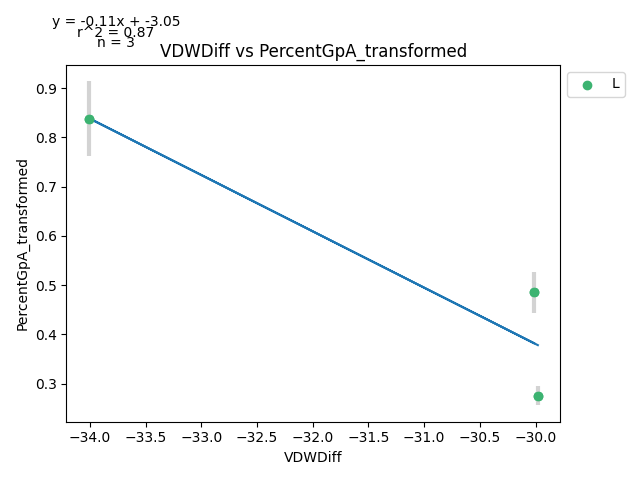 y = -0.11x + -3.05
r^2 = 0.87
n = 3
VDWDiff vs PercentGpA_transformed
L
PercentGpA_transformed
0.9
0.8
0.7
0.6
0.5
0.4
0.3
−34.0 −33.5 −33.0 −32.5 −32.0 −31.5 −31.0 −30.5 −30.0
VDWDiff